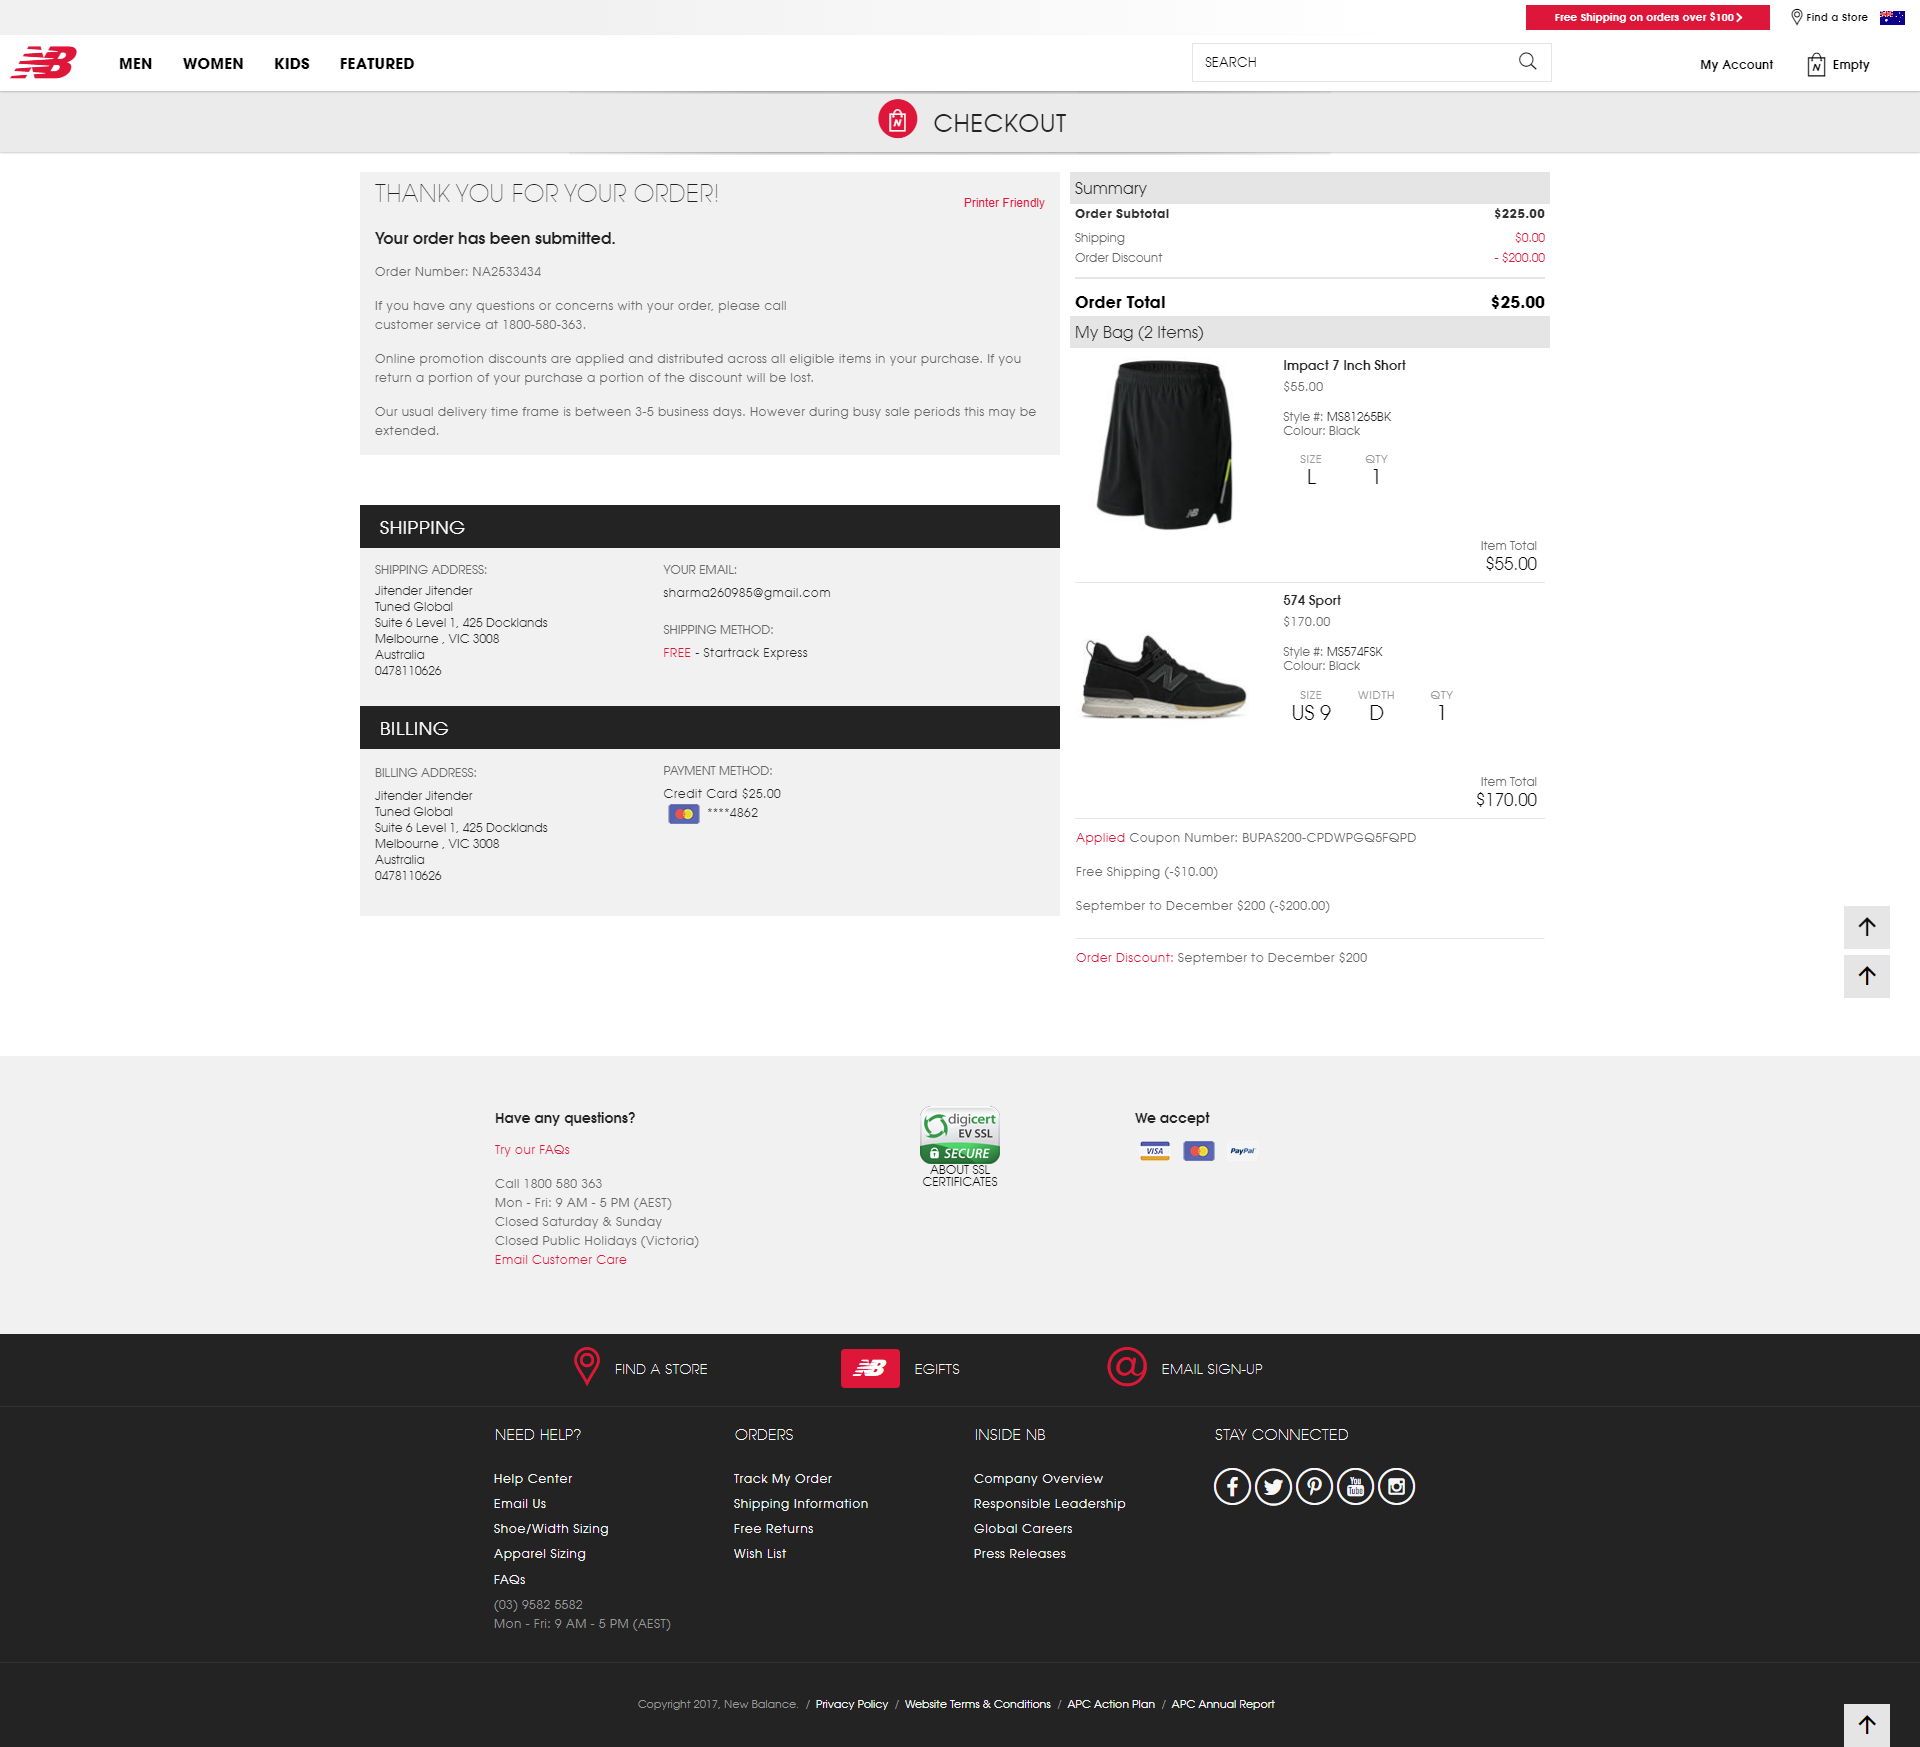 Free Shipping on orders over $100
Find a Store
MEN WOMEN KIDS FEATURED
SEARCH
My Account
Empty
CHECKOUT
THANK YOU FOR YOUR ORDER!
Printer Friendly
Your order has been submitted.
Order Number: NA2533434
If you have any questions or concerns with your order, please call
customer service at 1800-580-363.
Online promotion discounts are applied and distributed across all eligible items in your purchase. If you
return a portion of your purchase a portion of the discount will be lost.
Our usual delivery time frame is between 3-5 business days. However during busy sale periods this may be
extended.
SHIPPING
SHIPPING ADDRESS:
Jitender Jitender
Tuned Global
Suite 6 Level 1, 425 Docklands
Melbourne , VIC 3008
Australia
0478110626
YOUR EMAIL:
sharma260985@gmail.com
SHIPPING METHOD:
FREE - Startrack Express
BILLING
BILLING ADDRESS:
Jitender Jitender
Tuned Global
Suite 6 Level 1, 425 Docklands
Melbourne , VIC 3008
Australia
0478110626
PAYMENT METHOD:
Credit Card $25.00
****4862
Summary
Order Subtotal $225.00
Shipping $0.00
Order Discount - $200.00
Order Total $25.00
My Bag (2 Items)
Impact 7 Inch Short
$55.00
Style #: MS81265BK
Colour: Black
SIZE QTY
L 1
Item Total
$55.00
574 Sport
$170.00
Style #: MS574FSK
Colour: Black
SIZE WIDTH QTY
US 9 D 1
Item Total
$170.00
Applied Coupon Number: BUPAS200-CPDWPGQ5FQPD
Free Shipping (-$10.00)
September to December $200 (-$200.00)
Order Discount: September to December $200
Have any questions?
Try our FAQs
Call 1800 580 363
Mon - Fri: 9 AM - 5 PM (AEST)
Closed Saturday & Sunday
Closed Public Holidays (Victoria)
Email Customer Care
digicert
EV SSL
SECURE
ABOUT SSL
CERTIFICATES
We accept
VISA
PayPal
FIND A STORE
NB
EGIFTS
EMAIL SIGN-UP
NEED HELP?
Help Center
Email Us
Shoe/Width Sizing
Apparel Sizing
FAQs
(03) 9582 5582
Mon - Fri: 9 AM - 5 PM (AEST)
ORDERS
Track My Order
Shipping Information
Free Returns
Wish List
INSIDE NB
Company Overview
Responsible Leadership
Global Careers
Press Releases
STAY CONNECTED
You
Tube
Copyright 2017, New Balance. / Privacy Policy / Website Terms & Conditions / APC Action Plan / APC Annual Report